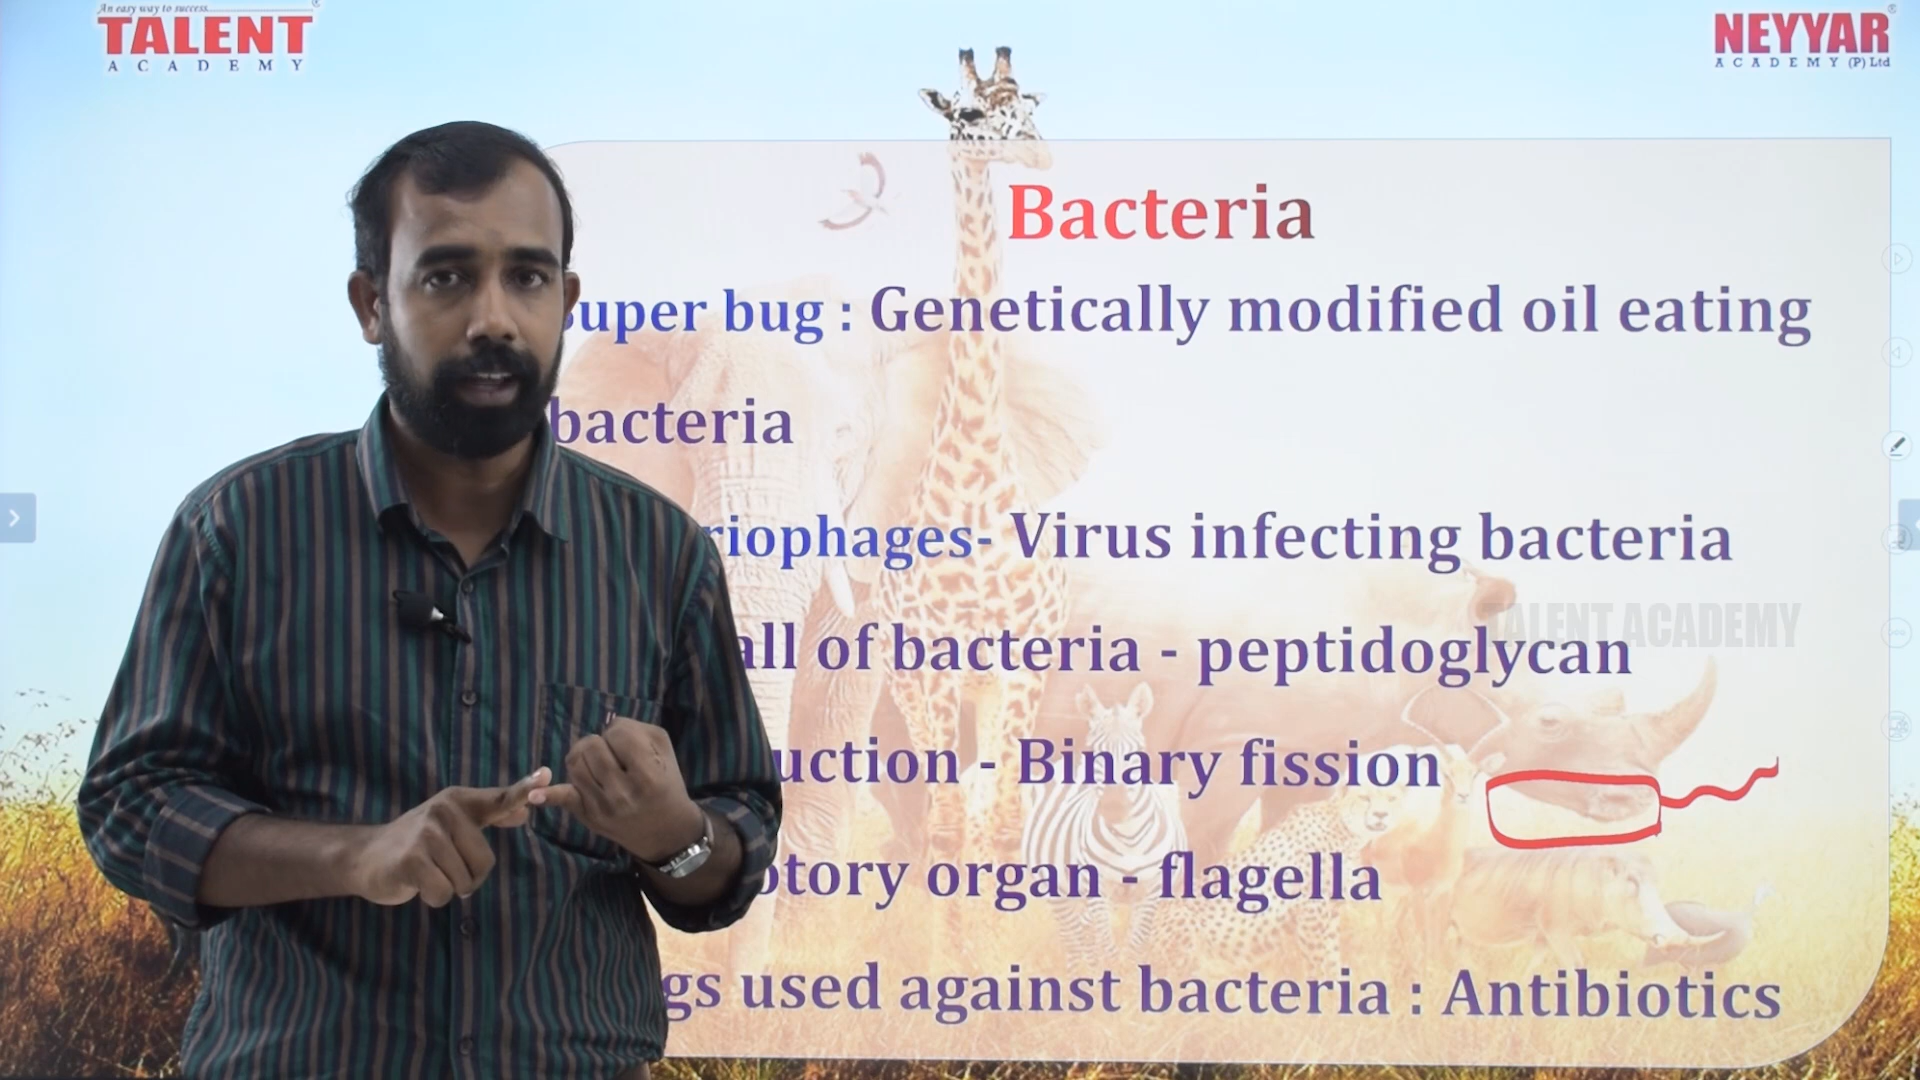 An easy way to success
TALENT
ACADEMY
NEYYAR
ACADEMY (P) Ltd
Bacteria
uper bug : Genetically modified oil eating
bacteria
riophages- Virus infecting bacteria
TALENT ACADEMY
all of bacteria - peptidoglycan
uction - Binary fission
otory organ - flagella
gs used against bacteria : Antibiotics